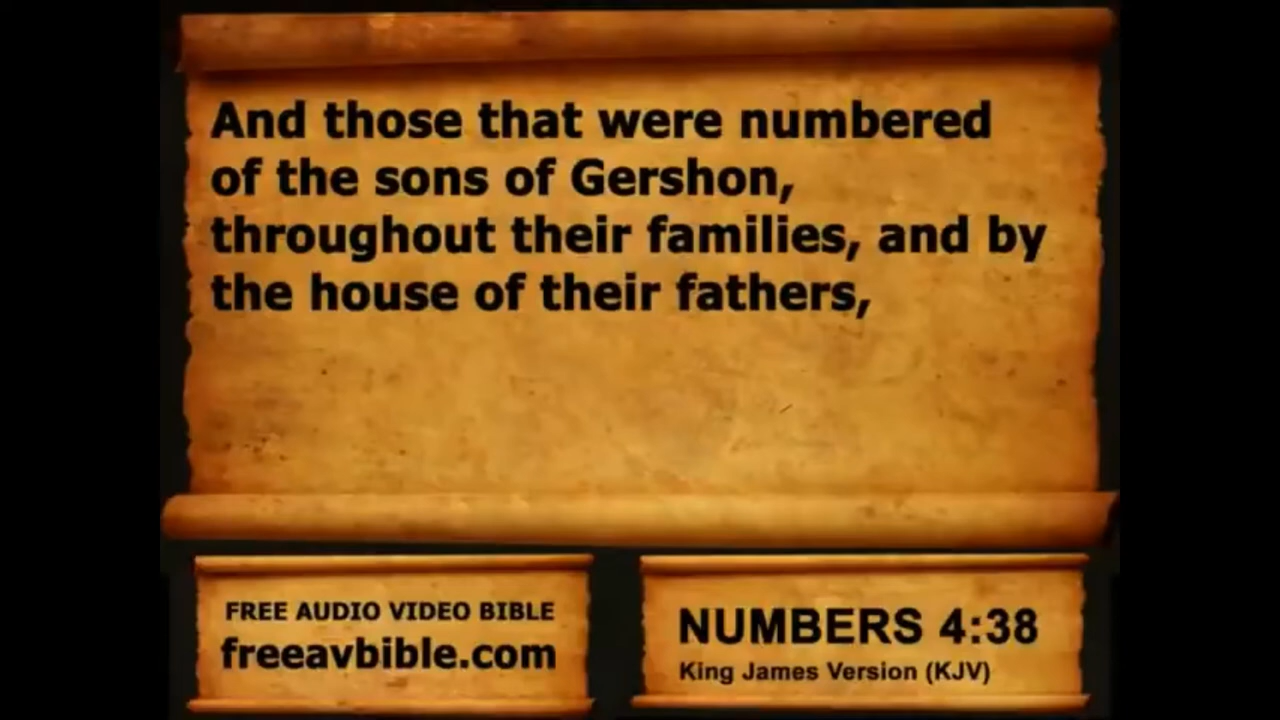 And those that were numbered
of the sons of Gershon,
throughout their families, and by
the house of their fathers,
FREE AUDIO VIDEO BIBLE
freeavbible.com
NUMBERS 4:38
King James Version (KJV)